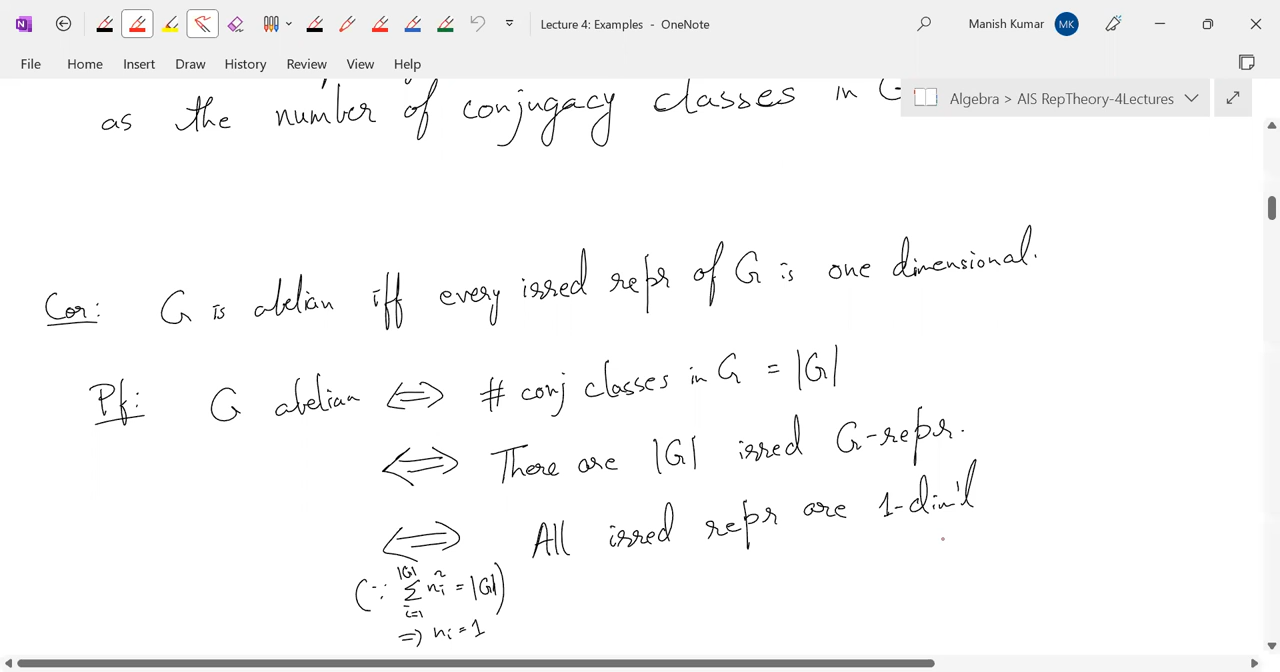 Lecture 4: Examples - OneNote
Manish Kumar MK
File Home Insert Draw History Review View Help
Algebra > AIS RepTheory-4Lectures
as the number of conjugacy classes in G
Cor: G is abelian iff every irred repr of G is one dimensional.
Pf: G abelian ⟺ # conj classes in G = |G|
⟺ There are |G| irred G-repr.
⟺ All irred repr are 1-dim'l
(∵ ∑_{i=1}^{|G|} n_i^2 = |G|)
⇒ n_i = 1